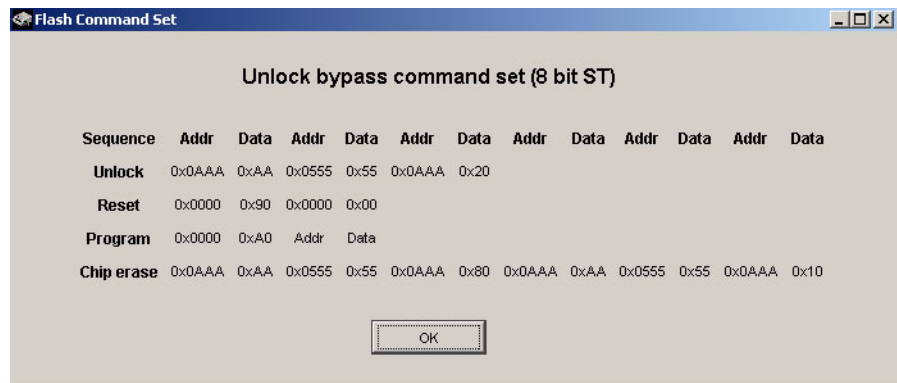 Flash Command Set
Unlock bypass command set (8 bit ST)
Sequence Addr Data Addr Data Addr Data Addr Data Addr Data Addr Data
Unlock 0x0AAA 0xAA 0x0555 0x55 0x0AAA 0x20
Reset 0x0000 0x90 0x0000 0x00
Program 0x0000 0xA0 Addr Data
Chip erase 0x0AAA 0xAA 0x0555 0x55 0x0AAA 0x80 0x0AAA 0xAA 0x0555 0x55 0x0AAA 0x10
OK